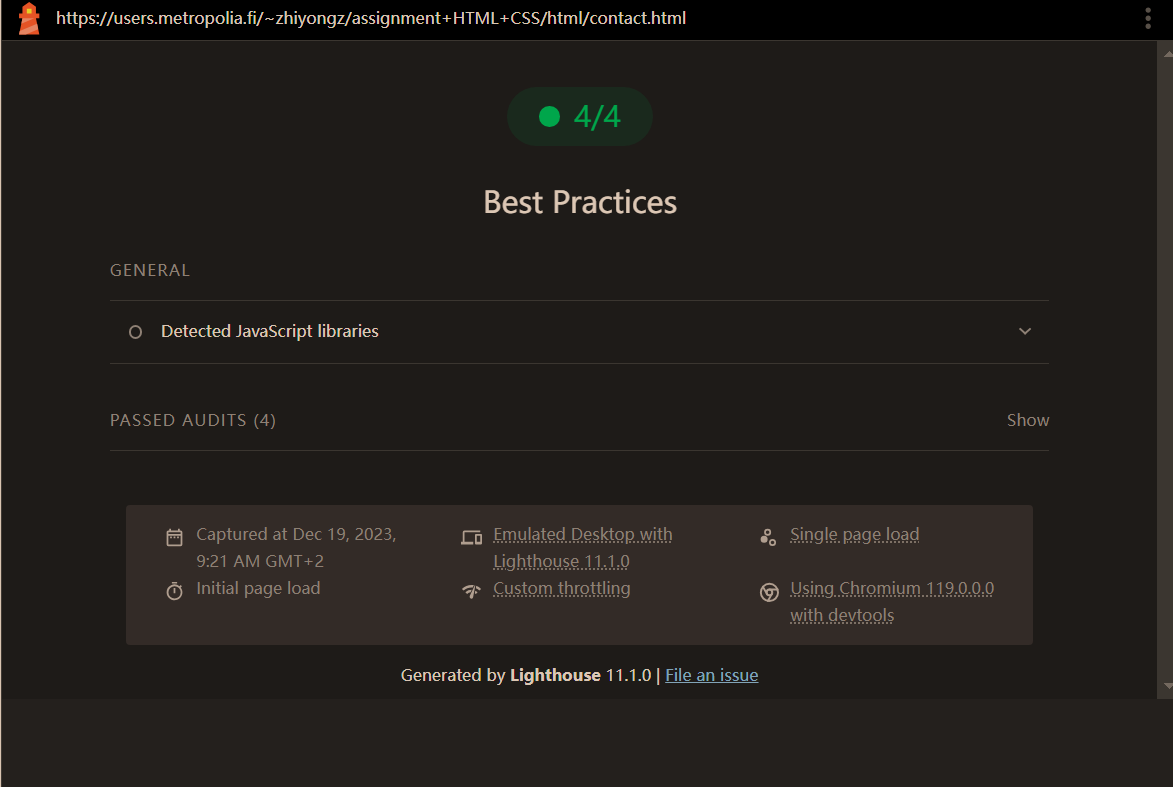 https://users.metropolia.fi/~zhiyongz/assignment+HTML+CSS/html/contact.html
4/4
Best Practices
GENERAL
Detected JavaScript libraries
PASSED AUDITS (4)
Show
Captured at Dec 19, 2023,
9:21 AM GMT+2
Emulated Desktop with
Lighthouse 11.1.0
Single page load
Initial page load
Custom throttling
Using Chromium 119.0.0.0
with devtools
Generated by Lighthouse 11.1.0 | File an issue